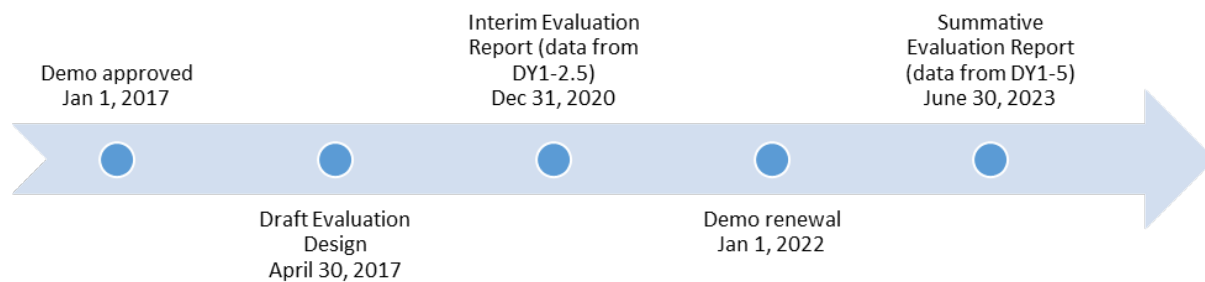 Demo approved
Jan 1, 2017
Draft Evaluation
Design
April 30, 2017
Interim Evaluation
Report (data from
DY1-2.5)
Dec 31, 2020
Demo renewal
Jan 1, 2022
Summative
Evaluation Report
(data from DY1-5)
June 30, 2023